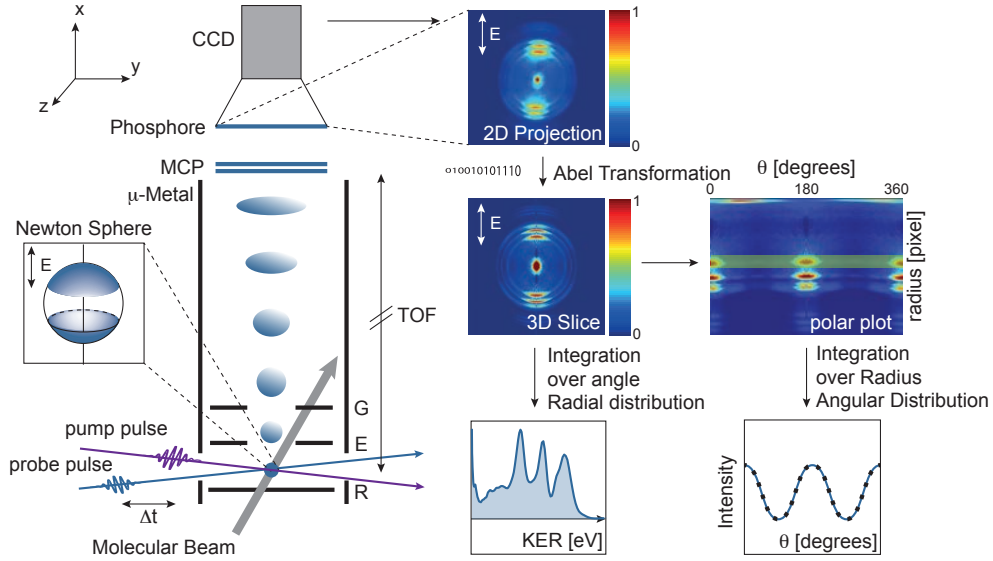 x
y
z
CCD
Phosphore
MCP
μ-Metal
Newton Sphere
E
TOF
G
E
R
pump pulse
probe pulse
Δt
Molecular Beam
E
1
0
2D Projection
010010101110
Abel Transformation
E
1
0
3D Slice
θ [degrees]
0
180
360
radius [pixel]
polar plot
Integration
over angle
Radial distribution
Integration
over Radius
Angular Distribution
KER [eV]
Intensity
θ [degrees]